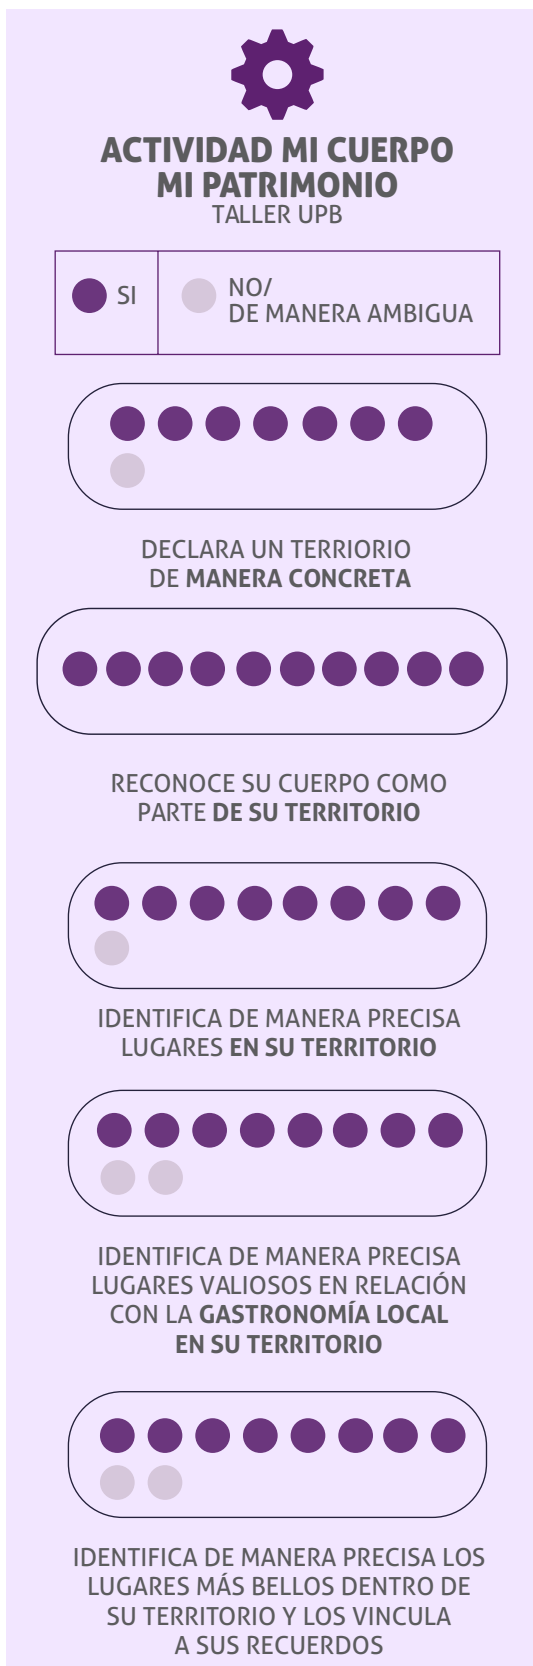 ACTIVIDAD MI CUERPO
MI PATRIMONIO
TALLER UPB
SI
NO/
DE MANERA AMBIGUA
DECLARA UN TERRIORIO
DE MANERA CONCRETA
RECONOCE SU CUERPO COMO
PARTE DE SU TERRITORIO
IDENTIFICA DE MANERA PRECISA
LUGARES EN SU TERRITORIO
IDENTIFICA DE MANERA PRECISA
LUGARES VALIOSOS EN RELACIÓN
CON LA GASTRONOMÍA LOCAL
EN SU TERRITORIO
IDENTIFICA DE MANERA PRECISA LOS
LUGARES MÁS BELLOS DENTRO DE
SU TERRITORIO Y LOS VINCULA
A SUS RECUERDOS